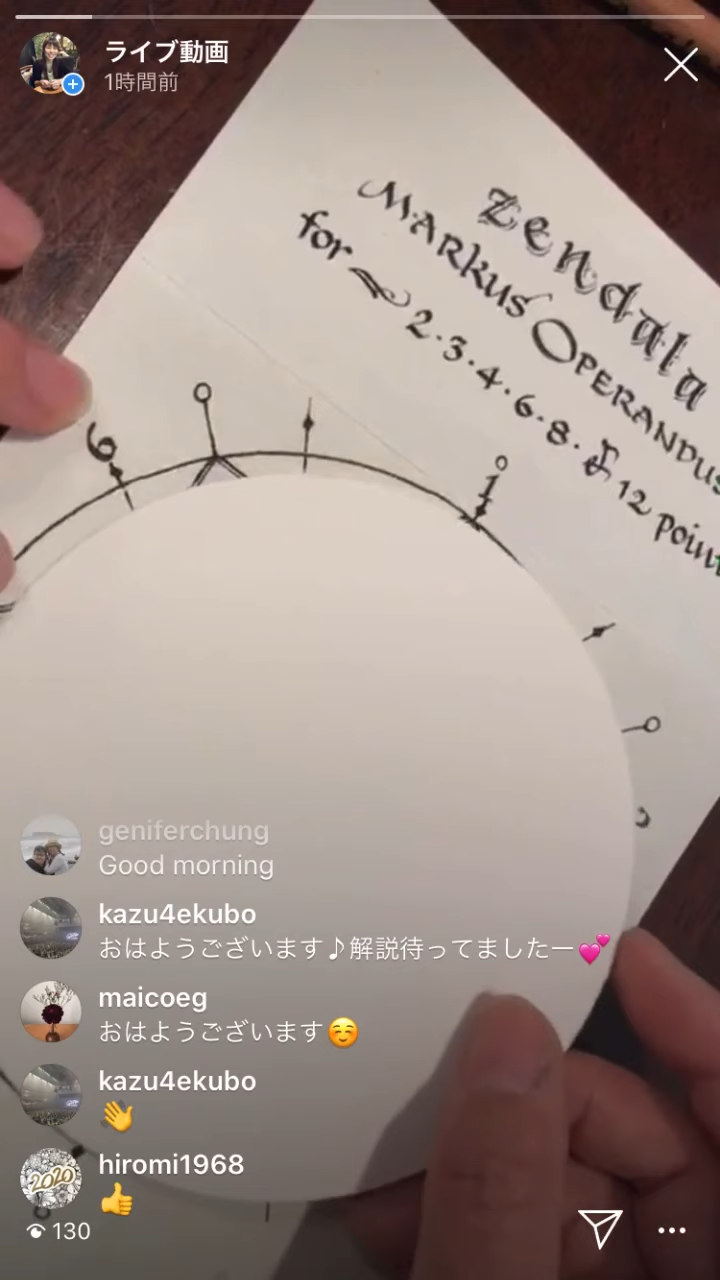 ライブ動画
1時間前
Zendala
Markus Operandus
for 2·3·4·6·8· & 12 poin
6
1
geniferchung
Good morning
kazu4ekubo
おはようございます♪解説待ってましたー💕
maicoeg
おはようございます☺️
kazu4ekubo
👋
hiromi1968
2020
👍
130